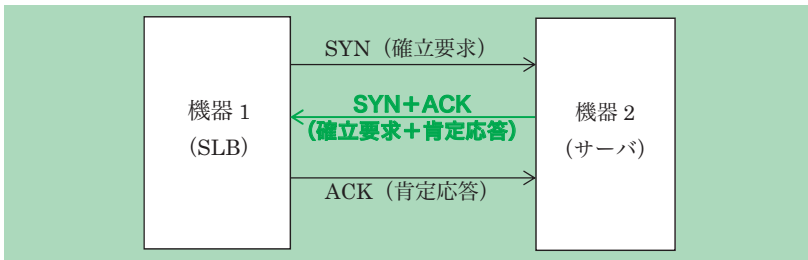 SYN（確立要求）
SYN＋ACK
（確立要求＋肯定応答）
ACK（肯定応答）
機器 1
（SLB）
機器 2
（サーバ）